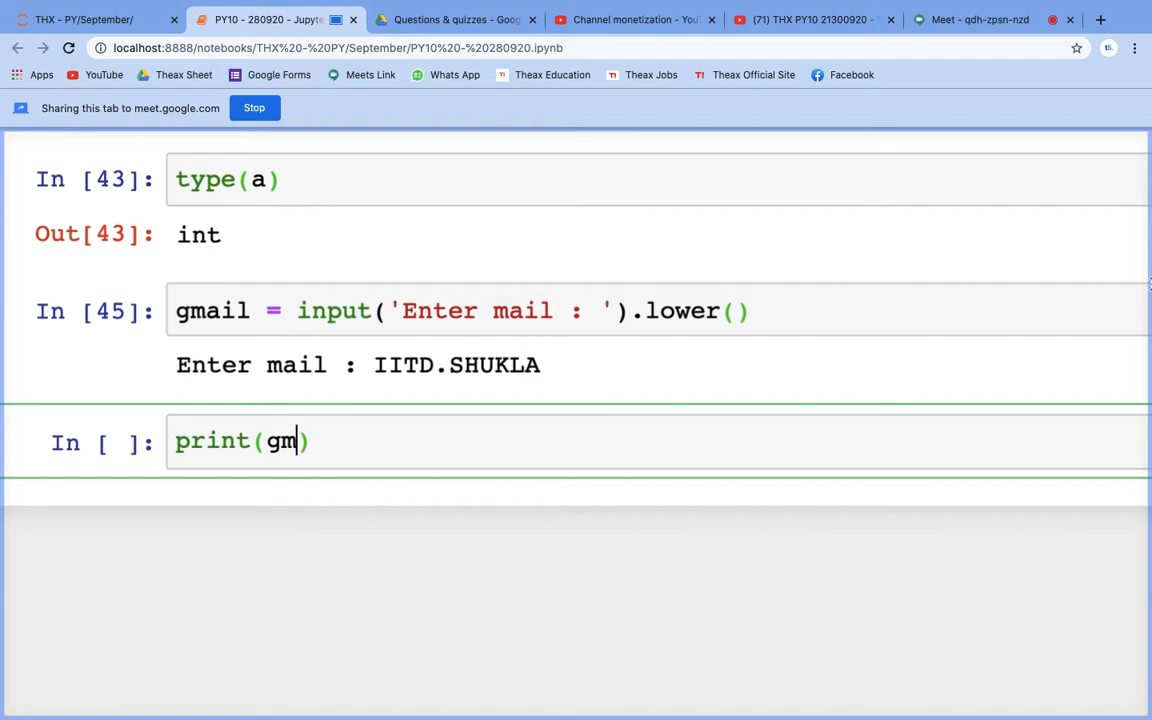 THX - PY/September/
PY10 - 280920 - Jupyte
Questions & quizzes - Goog
Channel monetization - YouT
(71) THX PY10 21300920 -
Meet - qdh-zpsn-nzd
localhost:8888/notebooks/THX%20-%20PY/September/PY10%20-%20280920.ipynb
Apps YouTube Theax Sheet Google Forms Meets Link Whats App Theax Education Theax Jobs Theax Official Site Facebook
Sharing this tab to meet.google.com Stop
In [43]: type(a)
Out[43]: int
In [45]: gmail = input('Enter mail : ').lower()
Enter mail : IITD.SHUKLA
In [ ]: print(gm)